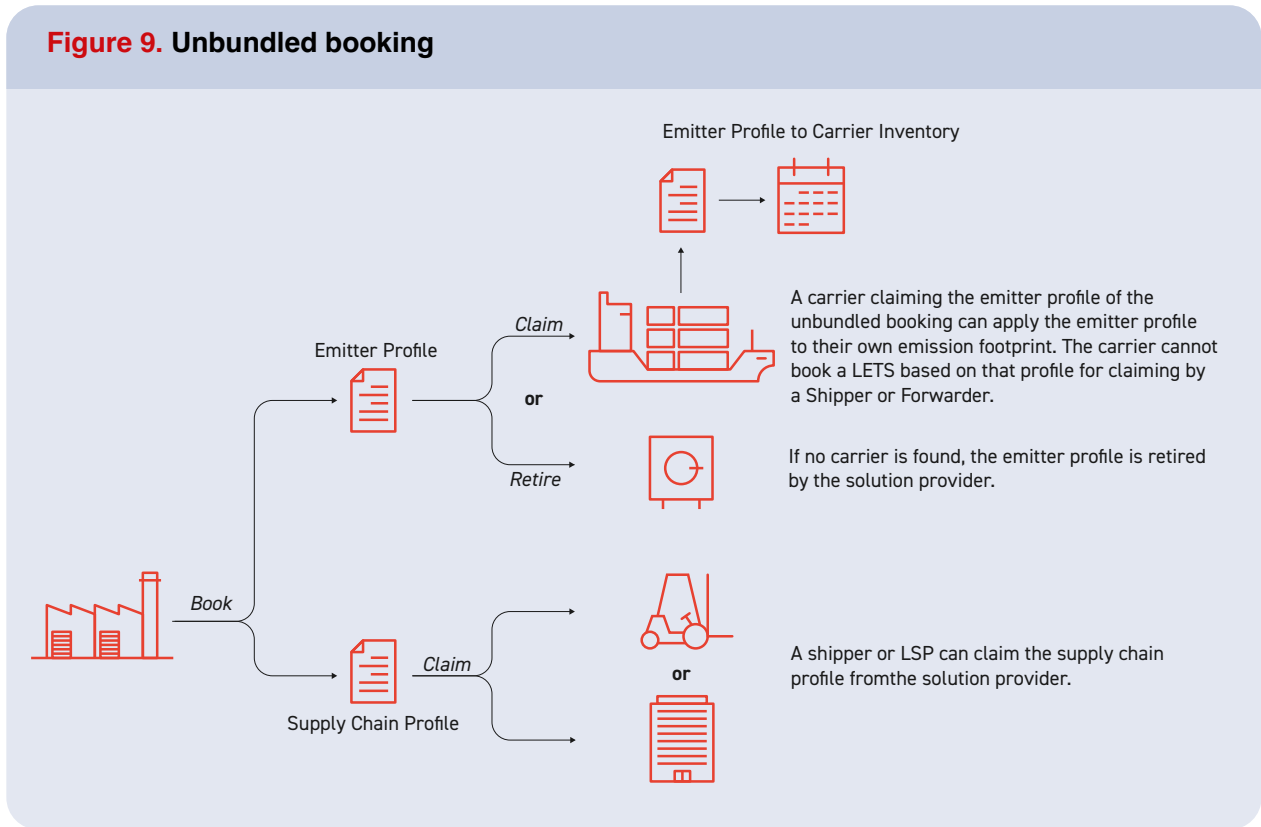 Figure 9. Unbundled booking
Emitter Profile to Carrier Inventory
A carrier claiming the emitter profile of the
unbundled booking can apply the emitter profile
to their own emission footprint. The carrier cannot
book a LETS based on that profile for claiming by
a Shipper or Forwarder.
Claim
Emitter Profile
or
Retire
If no carrier is found, the emitter profile is retired
by the solution provider.
Book
Claim
or
A shipper or LSP can claim the supply chain
profile fromthe solution provider.
Supply Chain Profile